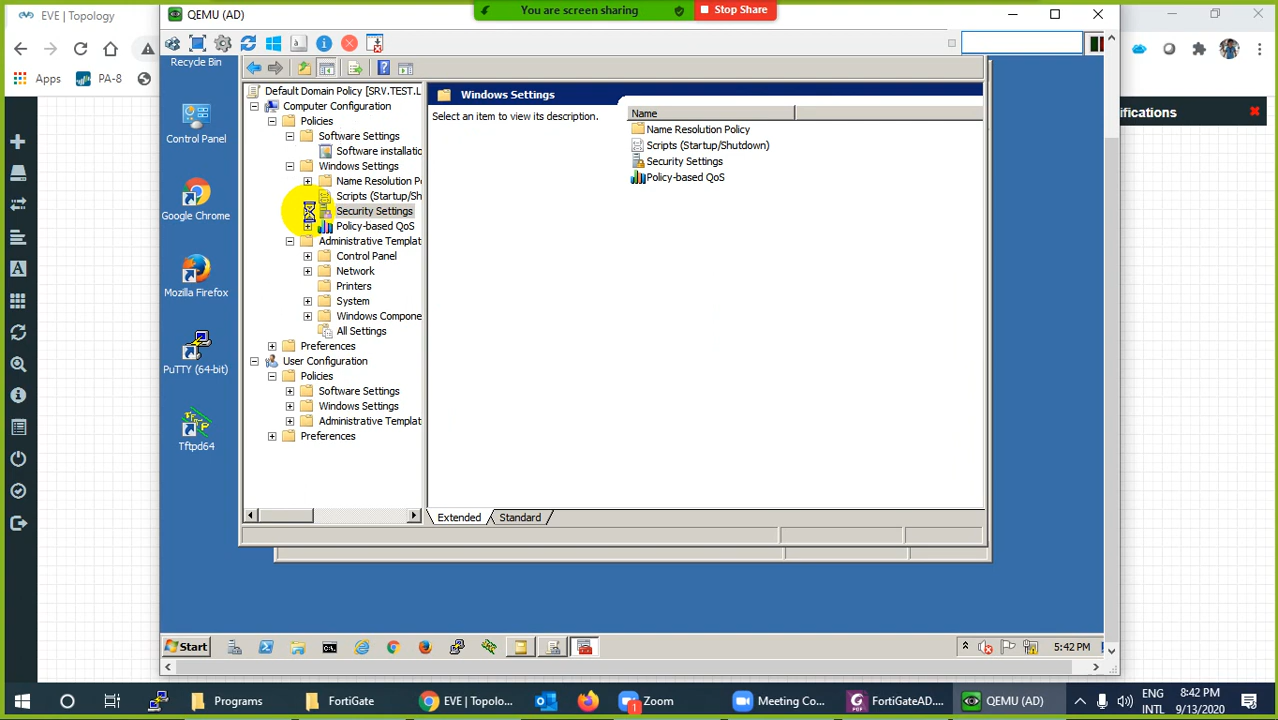 EVE | Topology
You are screen sharing
Stop Share
QEMU (AD)
Apps
PA-8
ifications
Recycle Bin
Control Panel
Google Chrome
Mozilla Firefox
PuTTY (64-bit)
Tftpd64
Default Domain Policy [SRV.TEST.L
Computer Configuration
Policies
Software Settings
Software installatic
Windows Settings
Name Resolution P
Scripts (Startup/Sh
Security Settings
Policy-based QoS
Administrative Templat
Control Panel
Network
Printers
System
Windows Compone
All Settings
Preferences
User Configuration
Policies
Software Settings
Windows Settings
Administrative Templat
Preferences
Windows Settings
Select an item to view its description.
Name
Name Resolution Policy
Scripts (Startup/Shutdown)
Security Settings
Policy-based QoS
Extended
Standard
Start
5:42 PM
Programs
FortiGate
EVE | Topolo...
1
Zoom
Meeting Co...
FortiGateAD....
QEMU (AD)
ENG
INTL
8:42 PM
9/13/2020
3